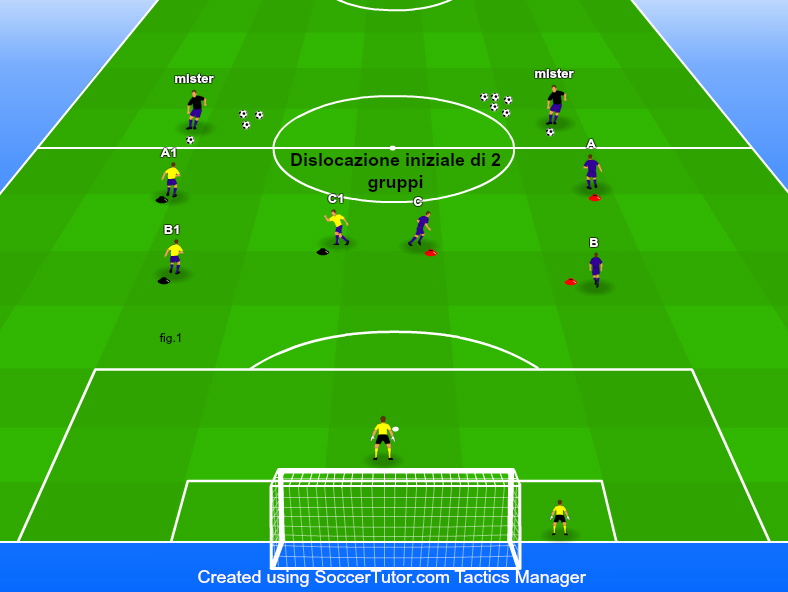 mister
mister
A1
A
Dislocazione iniziale di 2
gruppi
C1
C
B1
B
fig.1
Created using SoccerTutor.com Tactics Manager